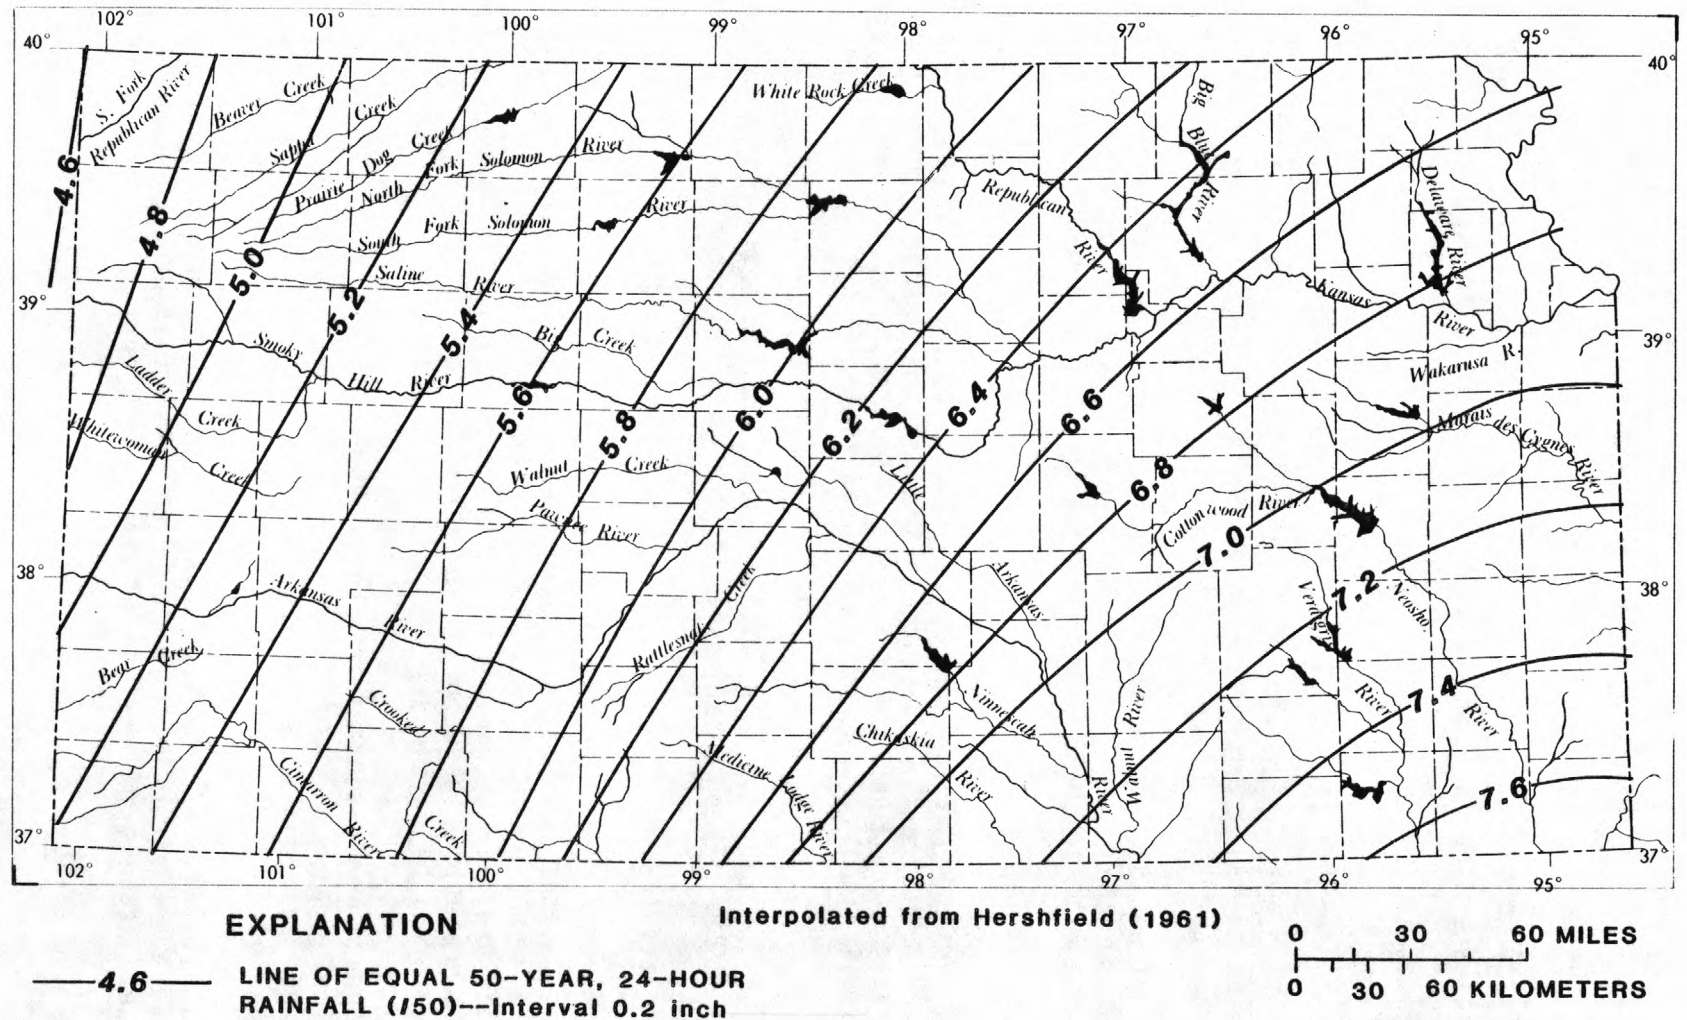 102° 101° 100° 99° 98° 97° 96° 95°
40° 40°
S. Fork
Republican River
Beaver Creek
Sappa Creek
Prairie Dog Creek
North Fork Solomon River
South Fork Solomon River
Saline River
White Rock Creek
Republican River
Big Blue River
Delaware River
4.6
4.8
5.0
5.2
5.4
5.6
5.8
6.0
6.2
6.4
6.6
6.8
7.0
7.2
7.4
7.6
39° 39°
Smoky Hill River
Big Creek
Ladder Creek
Whitewoman Creek
Kansas River
Wakarusa R.
Marais des Cygnes River
Walnut Creek
Pawnee River
Little Arkansas River
Cottonwood River
38° 38°
Arkansas River
Rattlesnake Creek
Bear Creek
Crooked Creek
Cimarron River
Medicine Lodge River
Chikaskia River
Ninnescah River
Walnut River
Verdigris River
Neosho River
37° 37°
102° 101° 100° 99° 98° 97° 96° 95°
EXPLANATION
4.6 LINE OF EQUAL 50-YEAR, 24-HOUR
RAINFALL (I50)--Interval 0.2 inch
Interpolated from Hershfield (1961)
0 30 60 MILES
0 30 60 KILOMETERS